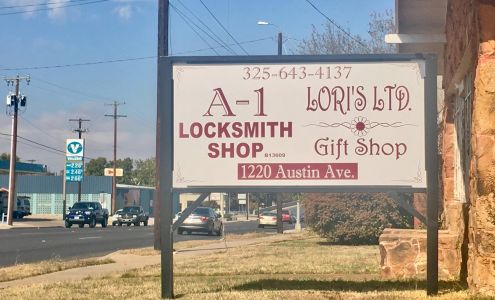 325-643-4137
A-1
LOCKSMITH
SHOP B13609
LORI'S LTD.
Gift Shop
1220 Austin Ave.